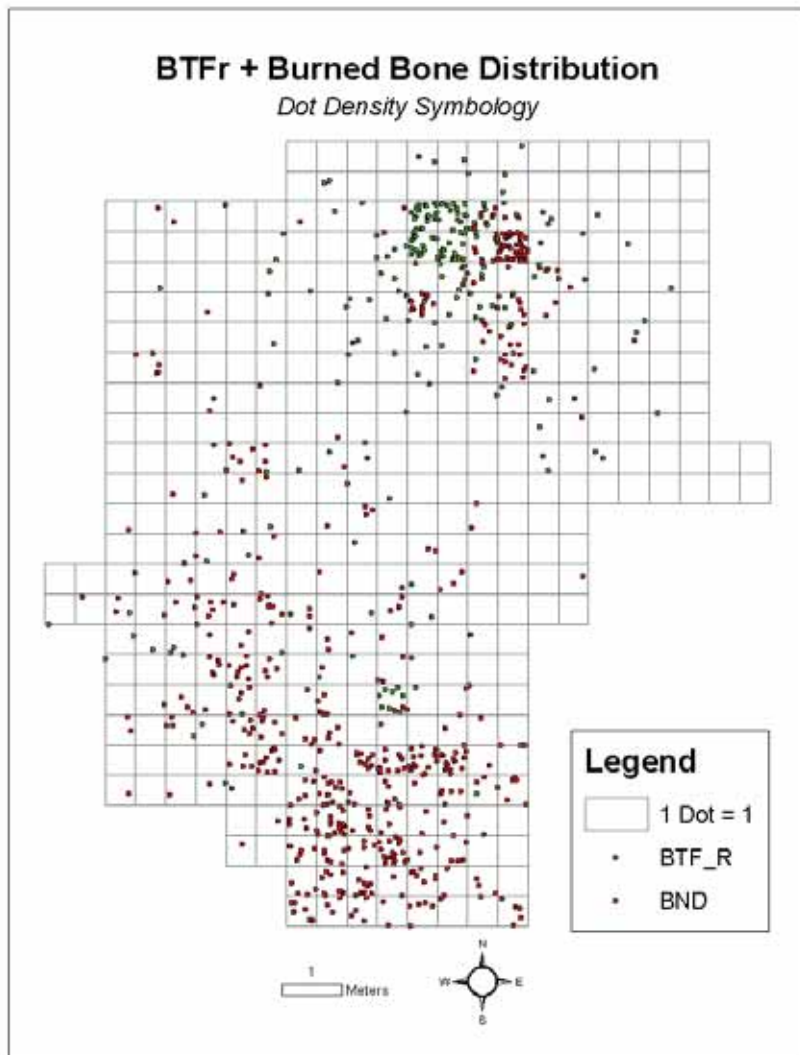 BTFr + Burned Bone Distribution
Dot Density Symbology
Legend
1 Dot = 1
BTF_R
BND
1
Meters
N
W E
S